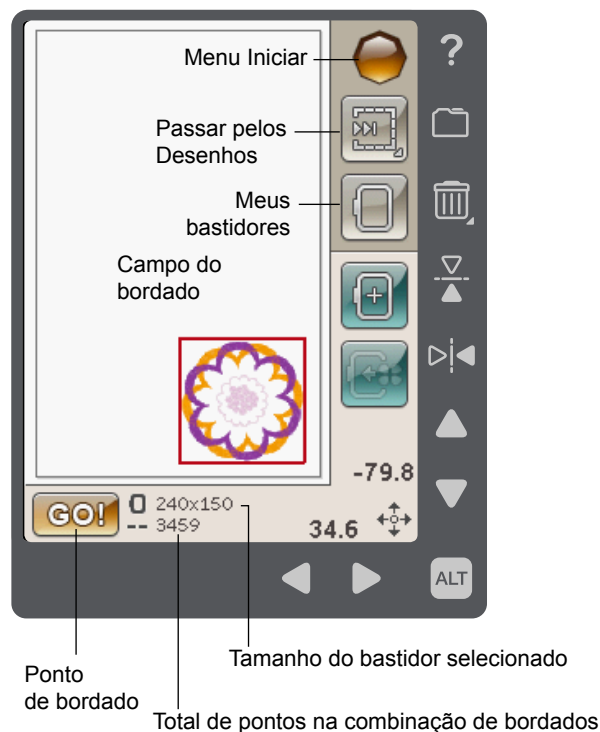 Menu Iniciar
?
Passar pelos
Desenhos
Meus
bastidores
Campo do
bordado
-79.8
GO!
240x150
3459
34.6
ALT
Tamanho do bastidor selecionado
Ponto
de bordado
Total de pontos na combinação de bordados